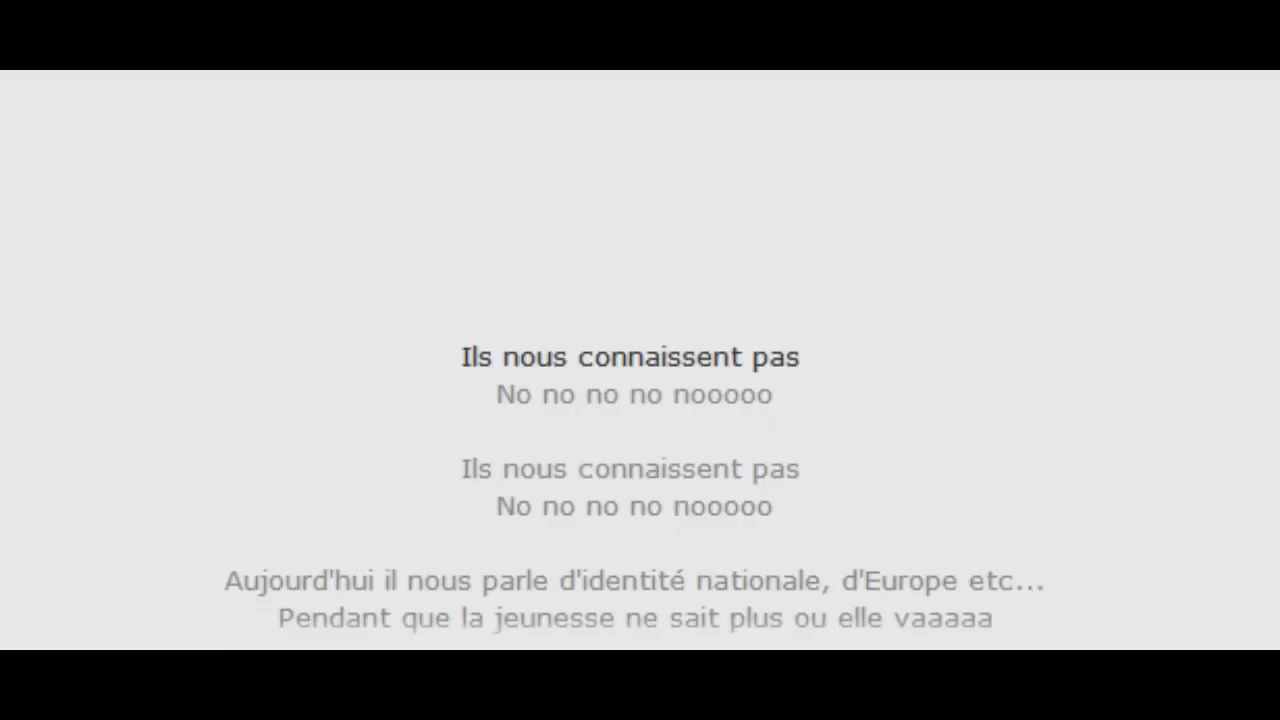 Ils nous connaissent pas
No no no no nooooo
Ils nous connaissent pas
No no no no nooooo
Aujourd'hui il nous parle d'identité nationale, d'Europe etc...
Pendant que la jeunesse ne sait plus ou elle vaaaaa